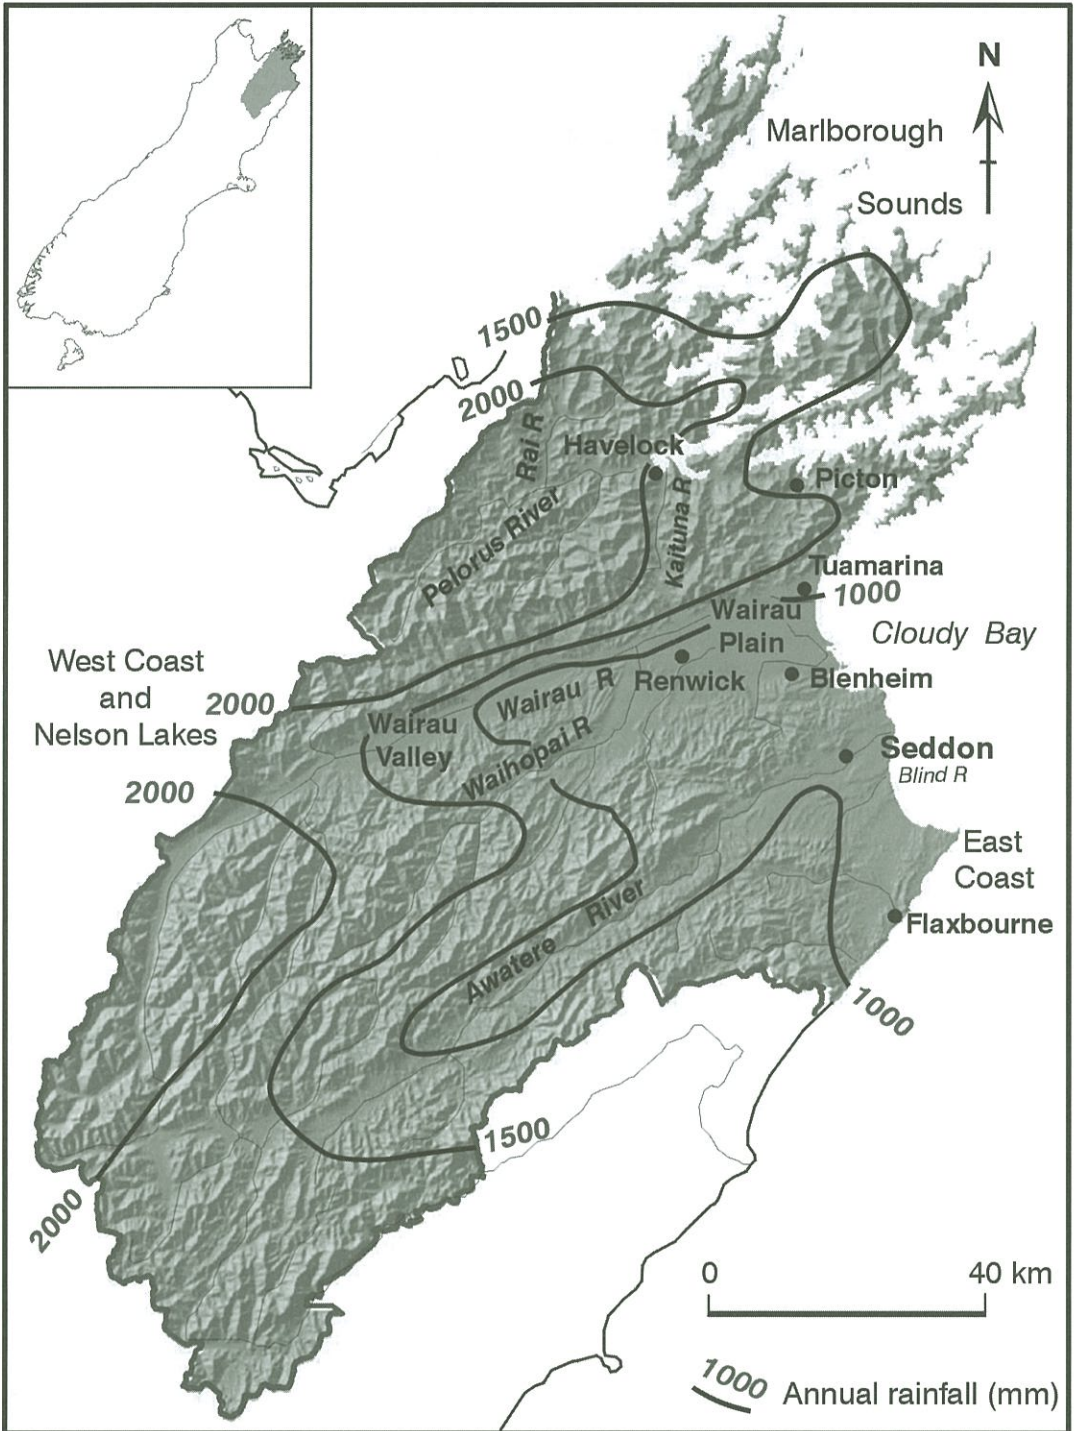 N
Marlborough
Sounds
1500
2000
Rai R
Havelock
Picton
Pelorus River
Kaituna R
Tuamarina
1000
Wairau
Plain
Cloudy Bay
West Coast
and
Nelson Lakes
2000
Wairau R
Renwick
Blenheim
Wairau
Valley
Waihopai R
Seddon
Blind R
2000
East
Coast
Awatere River
Flaxbourne
1000
1500
2000
0 40 km
1000 Annual rainfall (mm)